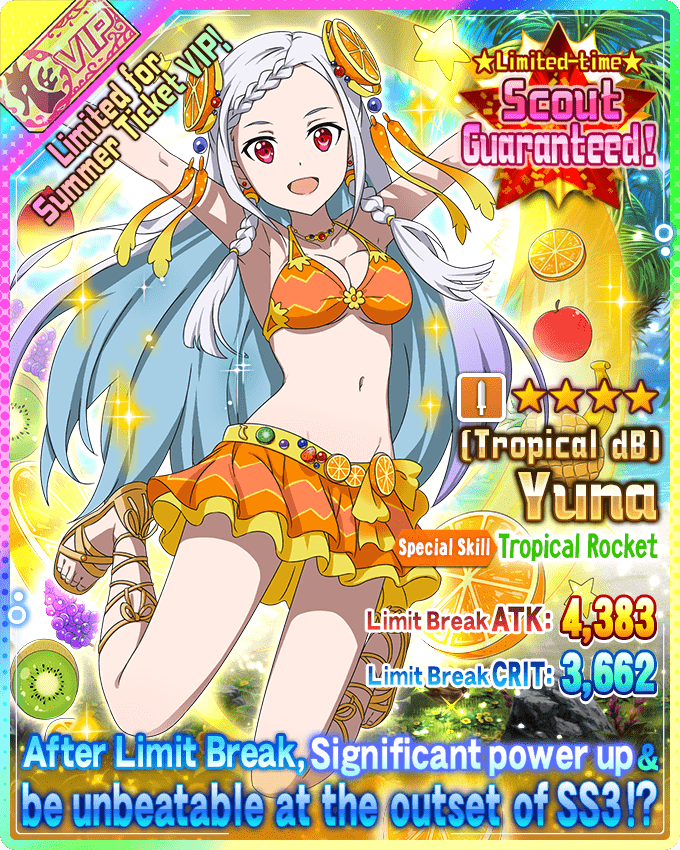 VIP
Limited for
Summer Ticket VIP!
★Limited-time★
Scout
Guaranteed!
★★★★
[Tropical dB]
Yuna
Special Skill Tropical Rocket
Limit Break ATK: 4,383
Limit Break CRIT: 3,662
After Limit Break, Significant power up &
be unbeatable at the outset of SS3!?